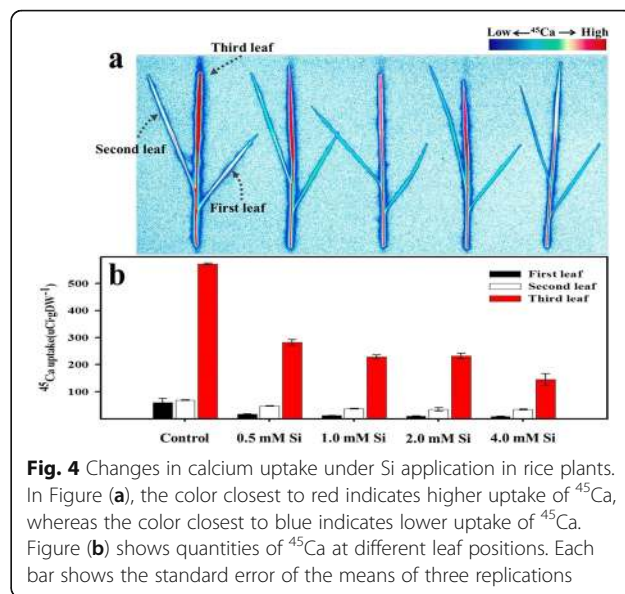 Low ←⁴⁵Ca→ High
a
Third leaf
Second leaf
First leaf
b
⁴⁵Ca uptake(uCi•gDW⁻¹)
500
400
300
200
100
First leaf
Second leaf
Third leaf
Control 0.5 mM Si 1.0 mM Si 2.0 mM Si 4.0 mM Si
Fig. 4 Changes in calcium uptake under Si application in rice plants.
In Figure (a), the color closest to red indicates higher uptake of ⁴⁵Ca,
whereas the color closest to blue indicates lower uptake of ⁴⁵Ca.
Figure (b) shows quantities of ⁴⁵Ca at different leaf positions. Each
bar shows the standard error of the means of three replications